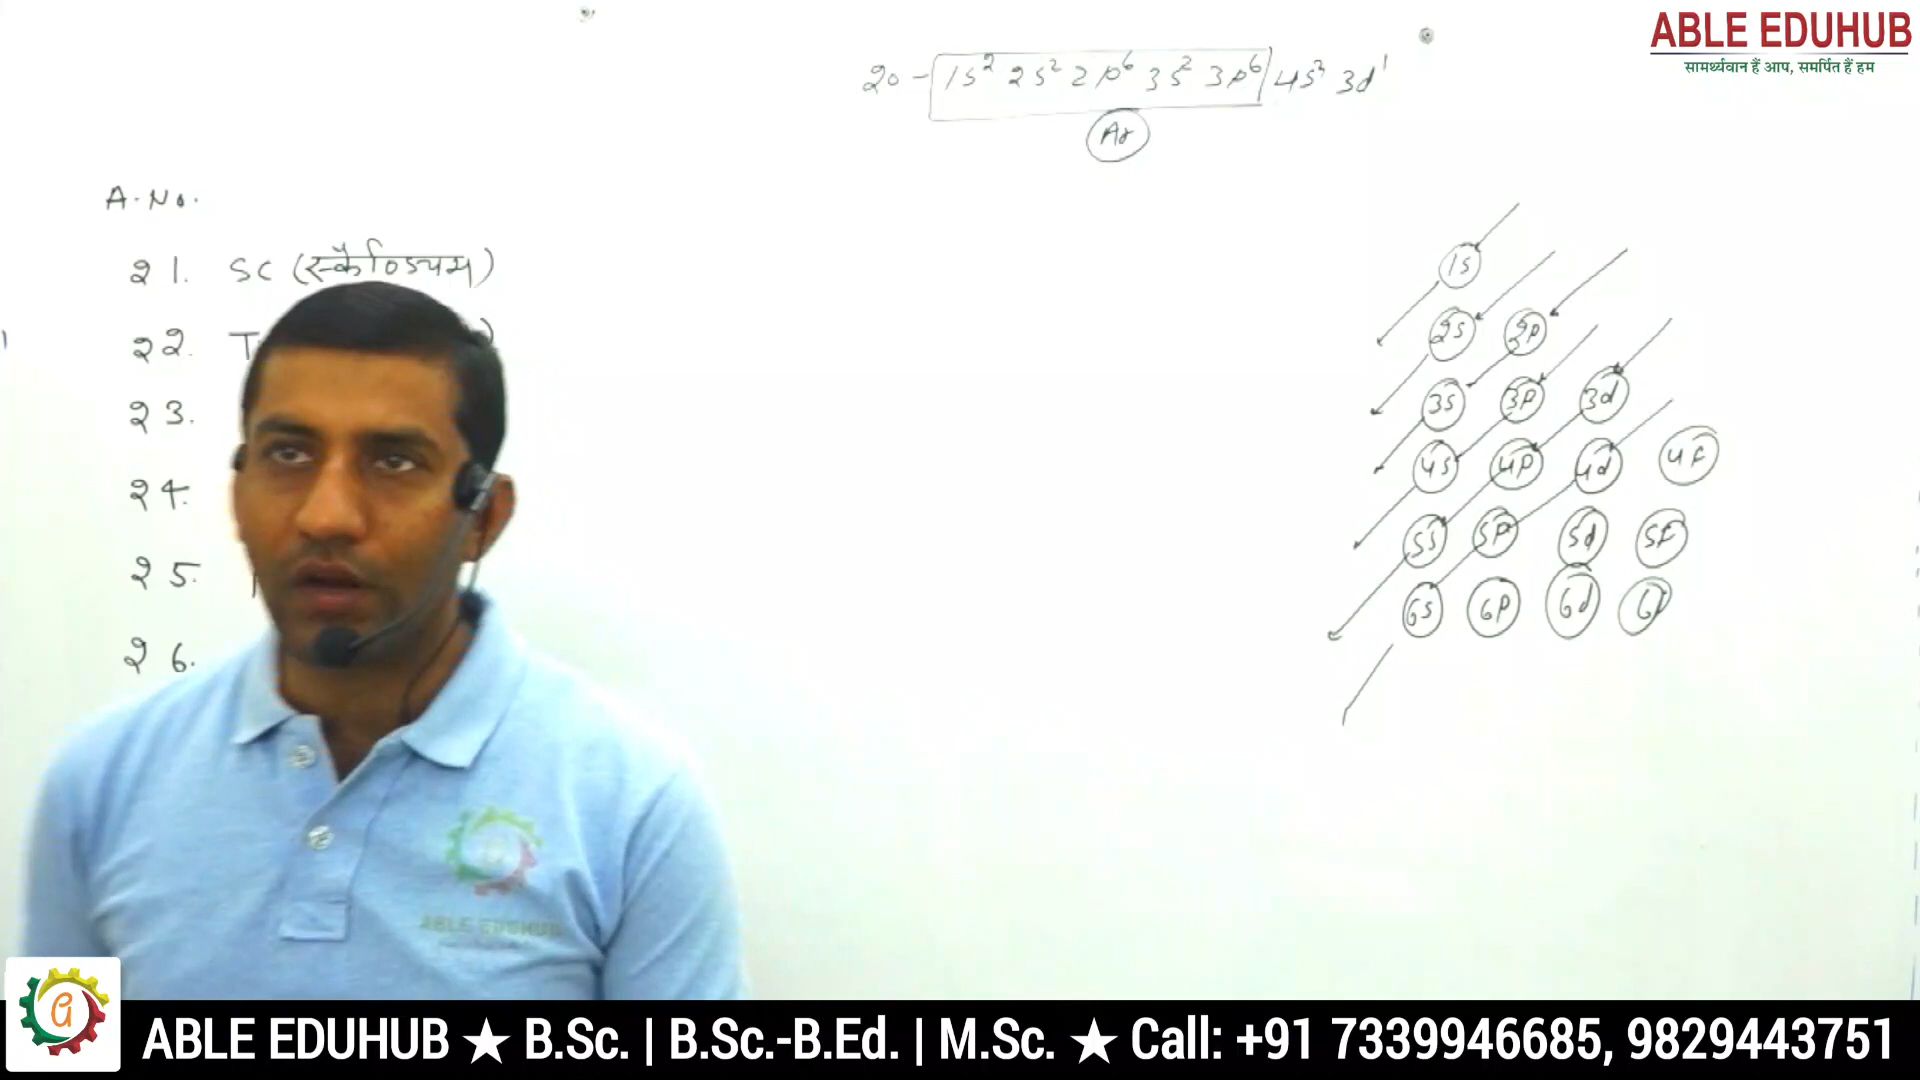 ABLE EDUHUB
सामर्थ्यवान हैं आप, समर्पित हैं हम
20 - 1s² 2s² 2p⁶ 3s² 3p⁶ 4s² 3d¹
Ar
A.No.
21. Sc (स्कैण्डियम)
22. T
23.
24.
25.
26.
1s
2s 2p
3s 3p 3d
4s 4p 4d 4f
5s 5p 5d 5f
6s 6p 6d
ABLE EDUHUB
ABLE EDUHUB ★ B.Sc. | B.Sc.-B.Ed. | M.Sc. ★ Call: +91 7339946685, 9829443751